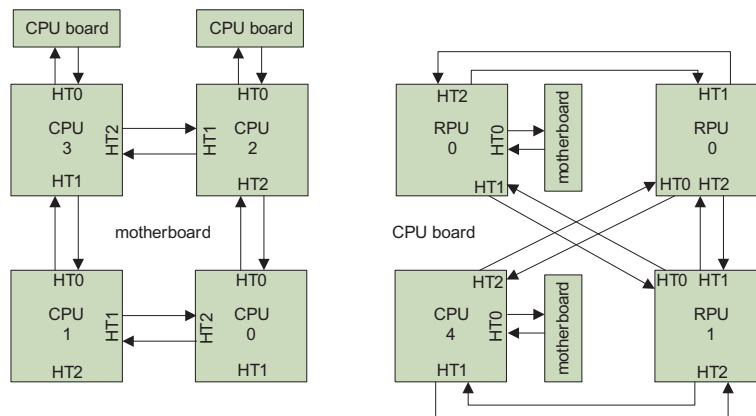 CPU board
CPU board
HT0
CPU
3
HT2
HT1
HT0
HT1
CPU
2
HT2
motherboard
HT0
CPU
1
HT1
HT2
HT0
HT2
CPU
0
HT1
HT2
RPU
0
HT0
HT1
motherboard
HT1
RPU
0
HT0
HT2
CPU board
HT2
CPU
4
HT0
HT1
motherboard
HT0
HT1
RPU
1
HT2